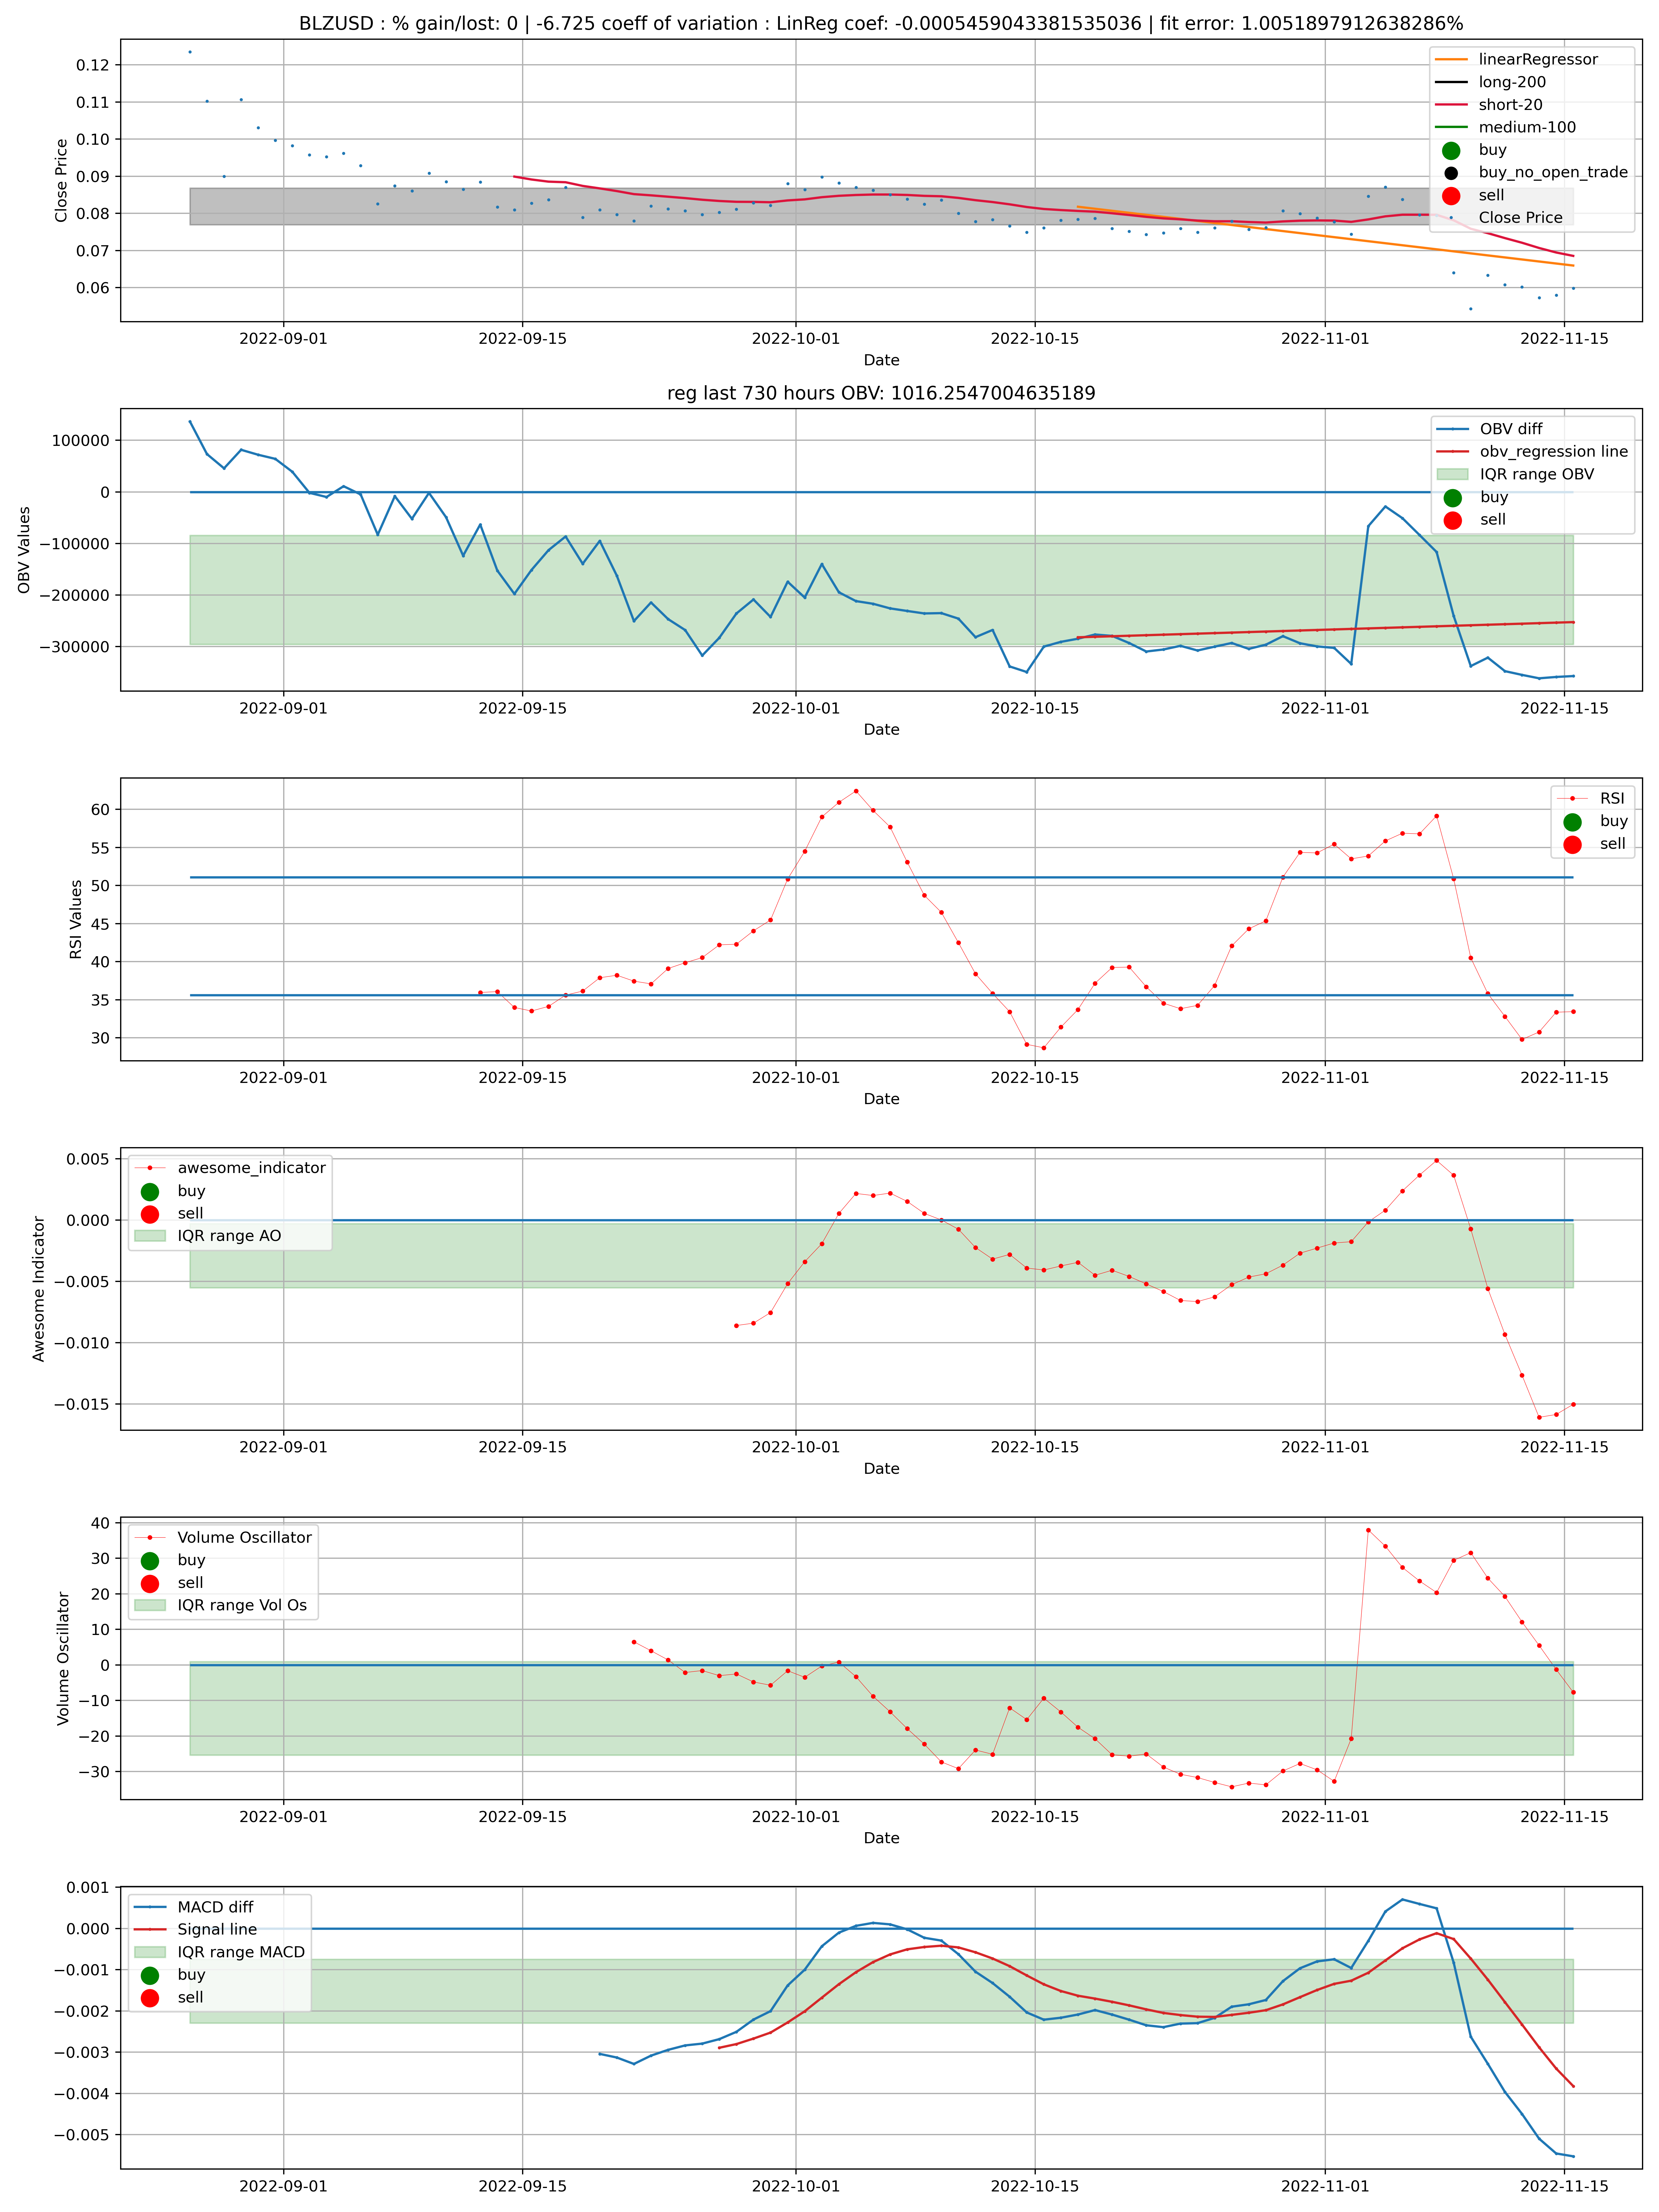 BLZUSD : % gain/lost: 0 | -6.725 coeff of variation : LinReg coef: -0.0005459043381535036 | fit error: 1.0051897912638286%
Close Price
0.12
0.11
0.10
0.09
0.08
0.07
0.06
linearRegressor
long-200
short-20
medium-100
buy
buy_no_open_trade
sell
Close Price
2022-09-01
2022-09-15
2022-10-01
2022-10-15
2022-11-01
2022-11-15
Date
reg last 730 hours OBV: 1016.2547004635189
OBV Values
100000
0
−100000
−200000
−300000
OBV diff
obv_regression line
IQR range OBV
buy
sell
2022-09-01
2022-09-15
2022-10-01
2022-10-15
2022-11-01
2022-11-15
Date
RSI Values
60
55
50
45
40
35
30
RSI
buy
sell
2022-09-01
2022-09-15
2022-10-01
2022-10-15
2022-11-01
2022-11-15
Date
Awesome Indicator
0.005
0.000
−0.005
−0.010
−0.015
awesome_indicator
buy
sell
IQR range AO
2022-09-01
2022-09-15
2022-10-01
2022-10-15
2022-11-01
2022-11-15
Date
Volume Oscillator
40
30
20
10
0
−10
−20
−30
Volume Oscillator
buy
sell
IQR range Vol Os
2022-09-01
2022-09-15
2022-10-01
2022-10-15
2022-11-01
2022-11-15
Date
0.001
0.000
−0.001
−0.002
−0.003
−0.004
−0.005
MACD diff
Signal line
IQR range MACD
buy
sell
2022-09-01
2022-09-15
2022-10-01
2022-10-15
2022-11-01
2022-11-15